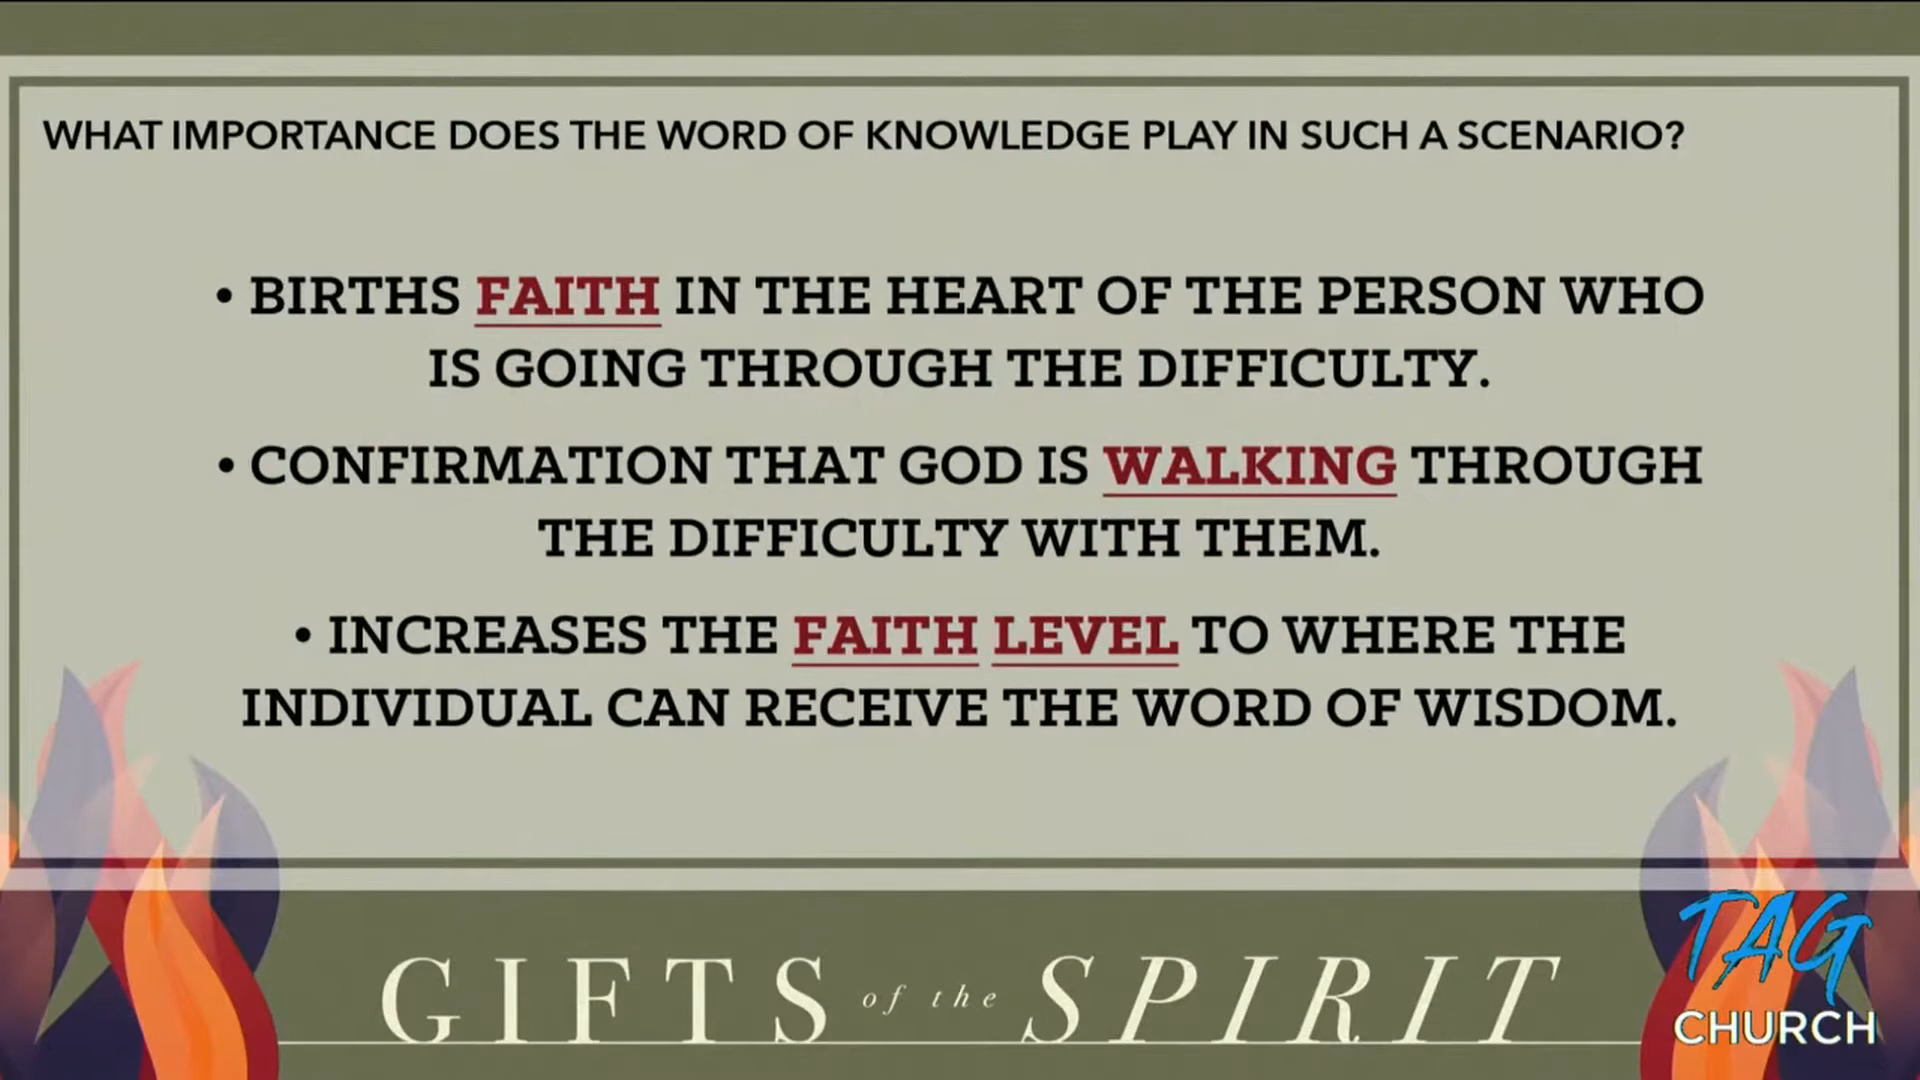 WHAT IMPORTANCE DOES THE WORD OF KNOWLEDGE PLAY IN SUCH A SCENARIO?
• BIRTHS FAITH IN THE HEART OF THE PERSON WHO
IS GOING THROUGH THE DIFFICULTY.
• CONFIRMATION THAT GOD IS WALKING THROUGH
THE DIFFICULTY WITH THEM.
• INCREASES THE FAITH LEVEL TO WHERE THE
INDIVIDUAL CAN RECEIVE THE WORD OF WISDOM.
GIFTS of the SPIRIT
TAG
CHURCH